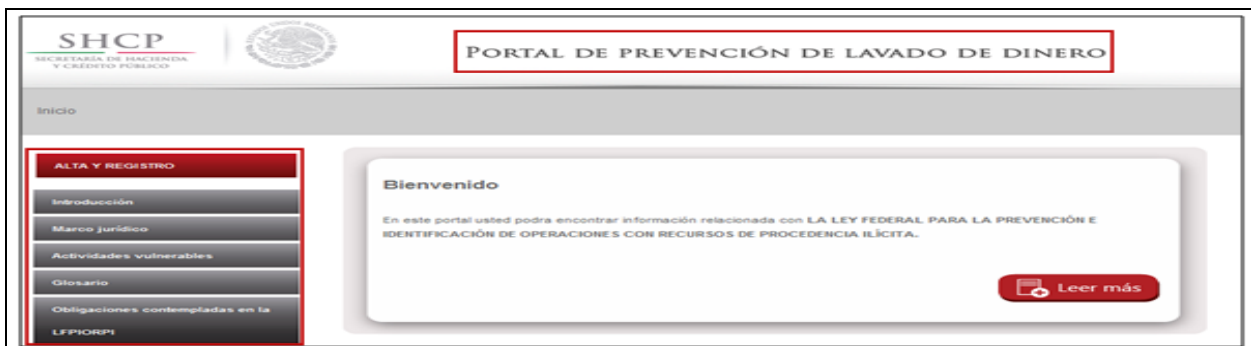 SHCP
SECRETARÍA DE HACIENDA
Y CRÉDITO PÚBLICO
PORTAL DE PREVENCIÓN DE LAVADO DE DINERO
Inicio
ALTA Y REGISTRO
Introducción
Marco jurídico
Actividades vulnerables
Glosario
Obligaciones contempladas en la
LFPIORPI
Bienvenido
En este portal usted podra encontrar información relacionada con LA LEY FEDERAL PARA LA PREVENCIÓN E
IDENTIFICACIÓN DE OPERACIONES CON RECURSOS DE PROCEDENCIA ILÍCITA.
Leer más